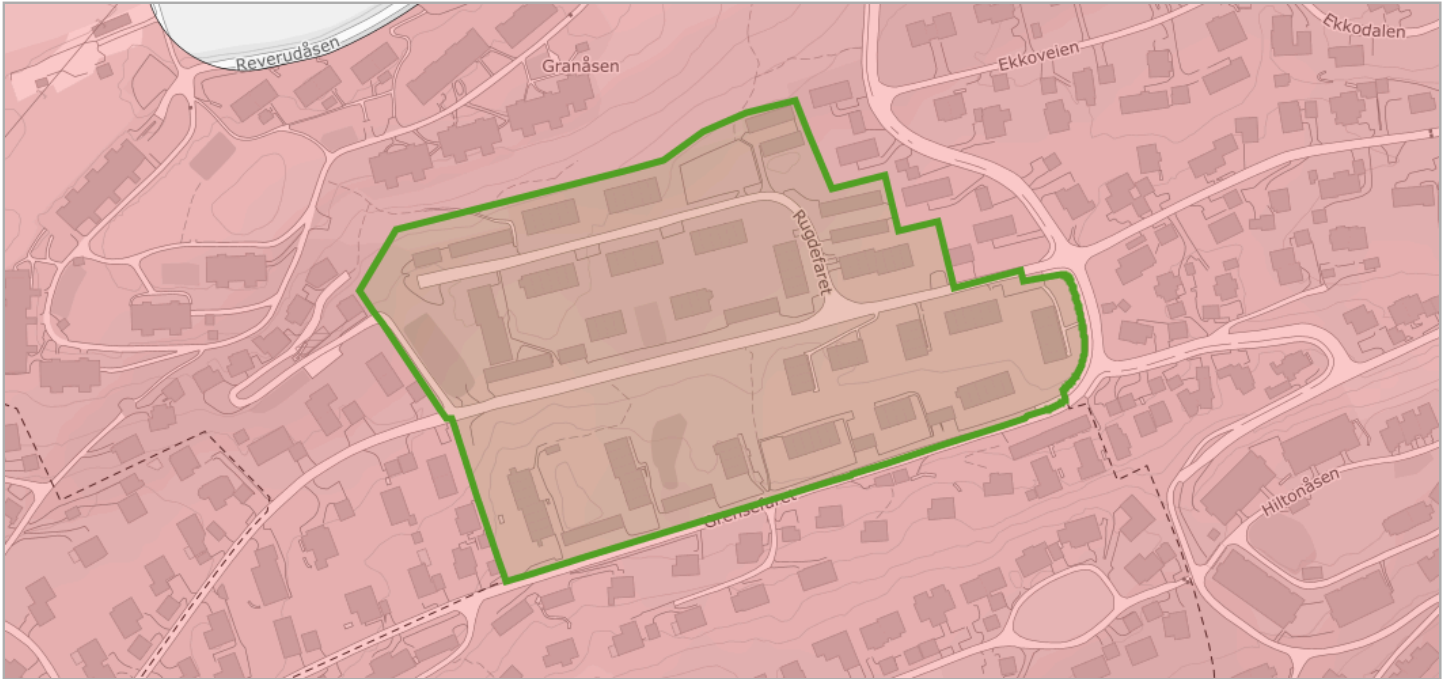 Ekkodalen
Reverudåsen
Ekkoveien
Granåsen
Rugdefaret
Hiltonåsen
Grensefaret